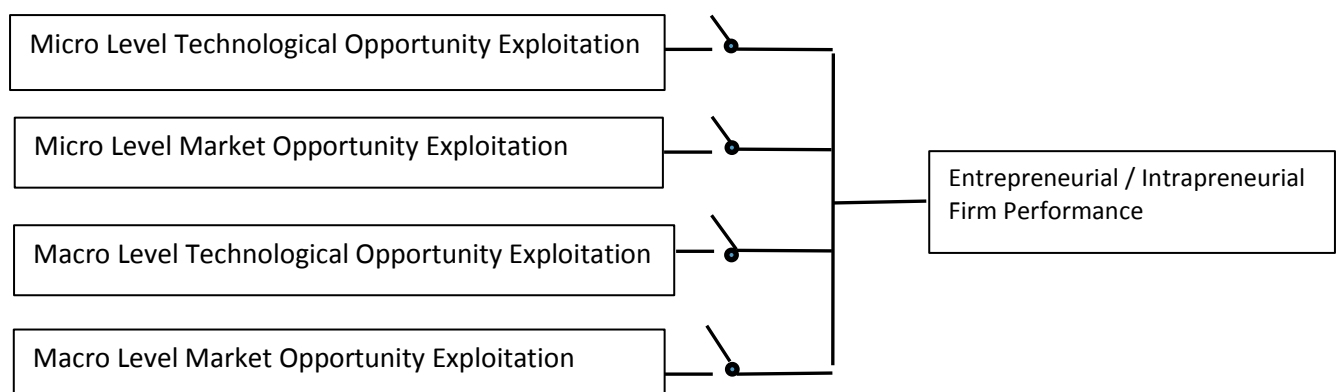 Micro Level Technological Opportunity Exploitation
Micro Level Market Opportunity Exploitation
Entrepreneurial / Intrapreneurial
Firm Performance
Macro Level Technological Opportunity Exploitation
Macro Level Market Opportunity Exploitation